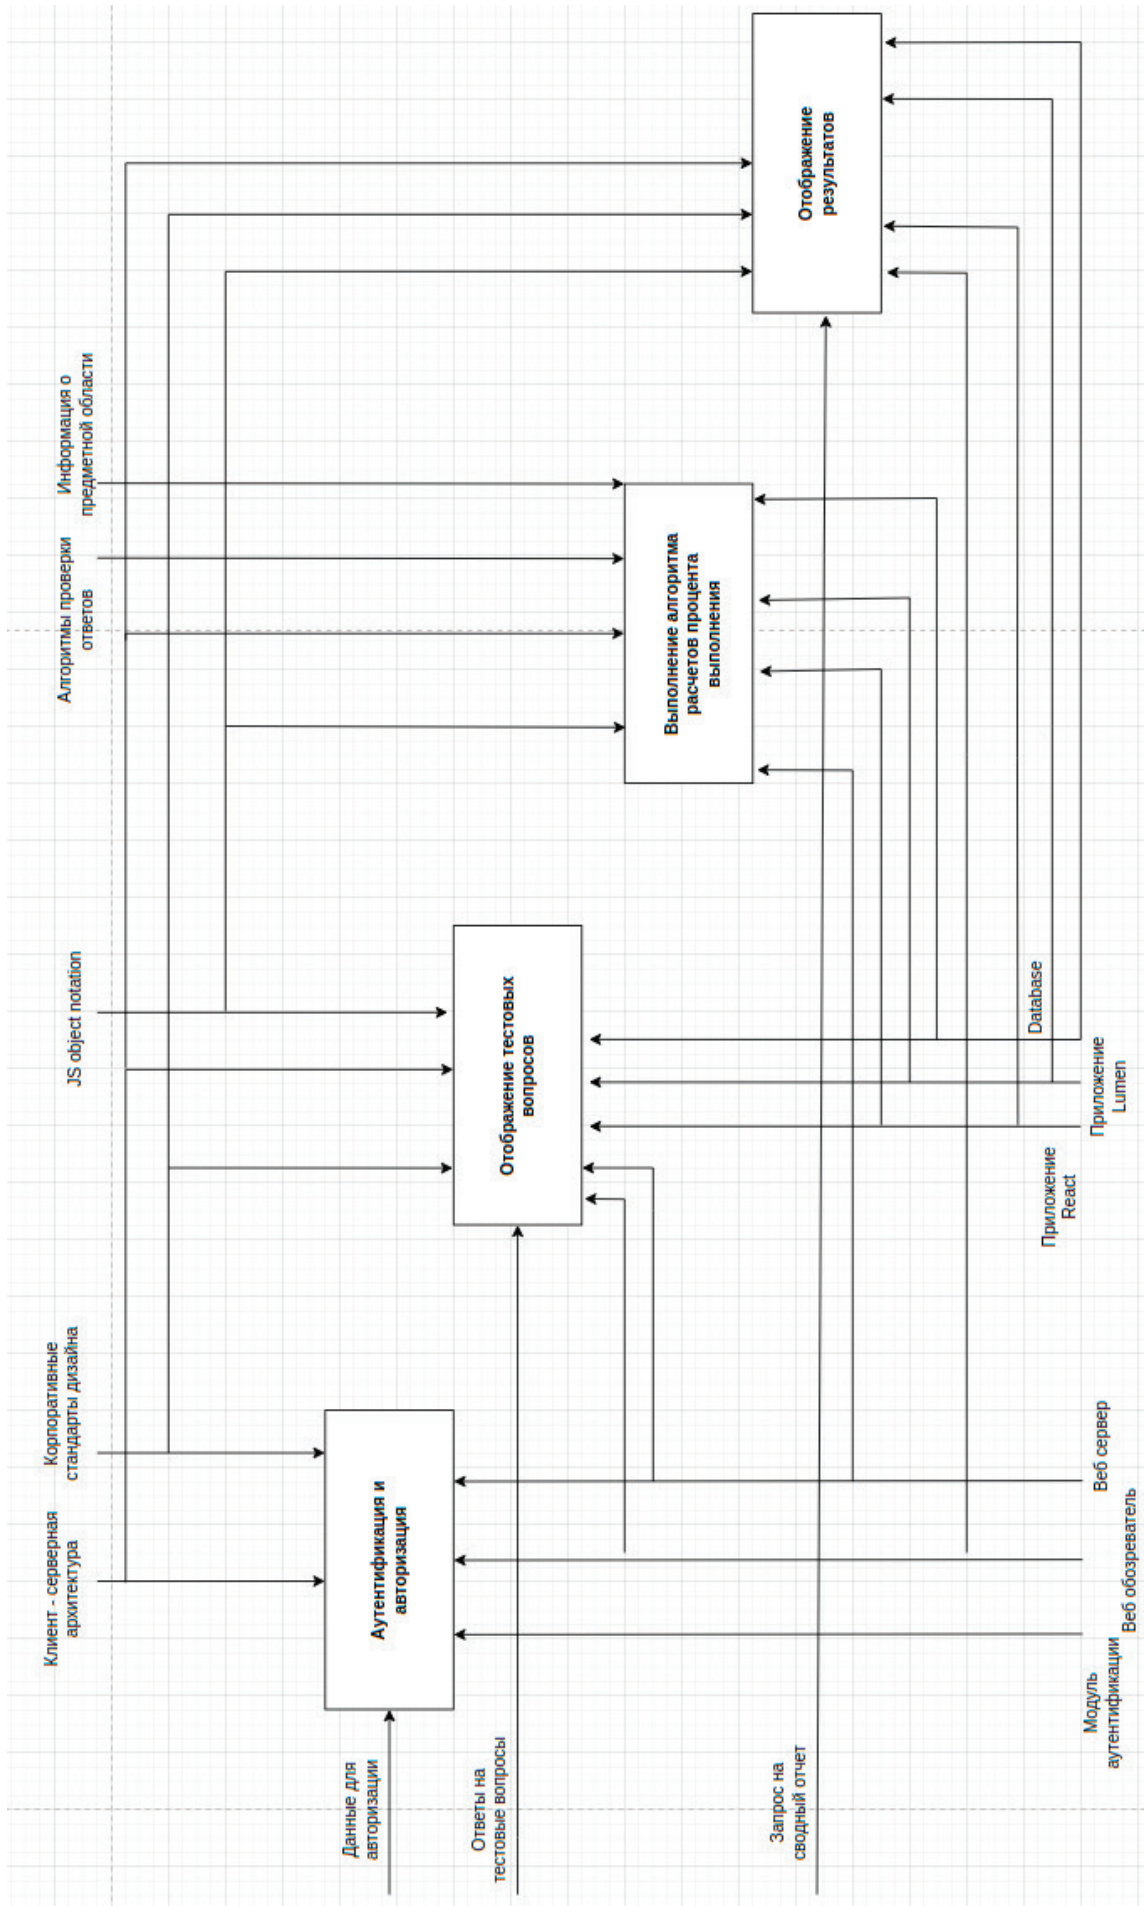 Клиент - серверная
архитектура
Корпоративные
стандарты дизайна
JS object notation
Алгоритмы проверки
ответов
Информация о
предметной области
Данные для
авторизации
Аутентификация и
авторизация
Ответы на
тестовые вопросы
Отображение тестовых
вопросов
Выполнение алгоритма
расчетов процента
выполнения
Запрос на
сводный отчет
Отображение
результатов
Модуль
аутентификации
Веб обозреватель
Веб сервер
Приложение
React
Приложение
Lumen
Database